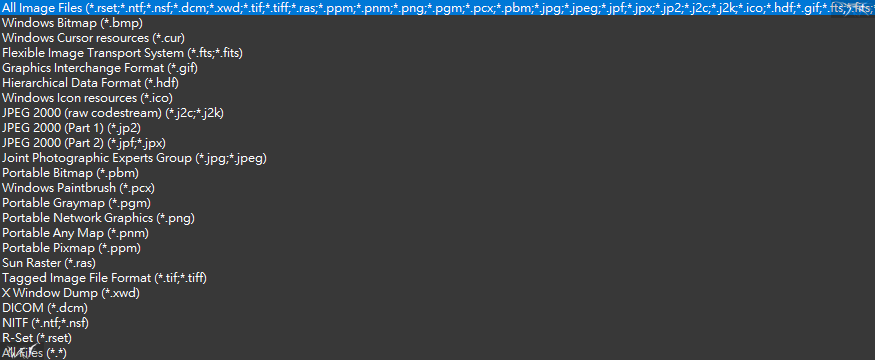 All Image Files (*.rset;*.ntf;*.nsf;*.dcm;*.xwd;*.tif;*.tiff;*.ras;*.ppm;*.pnm;*.png;*.pgm;*.pcx;*.pbm;*.jpg;*.jpeg;*.jpf;*.jpx;*.jp2;*.j2c;*.j2k;*.ico;*.hdf;*.gif;*.fts;*.fits;*
Windows Bitmap (*.bmp)
Windows Cursor resources (*.cur)
Flexible Image Transport System (*.fts;*.fits)
Graphics Interchange Format (*.gif)
Hierarchical Data Format (*.hdf)
Windows Icon resources (*.ico)
JPEG 2000 (raw codestream) (*.j2c;*.j2k)
JPEG 2000 (Part 1) (*.jp2)
JPEG 2000 (Part 2) (*.jpf;*.jpx)
Joint Photographic Experts Group (*.jpg;*.jpeg)
Portable Bitmap (*.pbm)
Windows Paintbrush (*.pcx)
Portable Graymap (*.pgm)
Portable Network Graphics (*.png)
Portable Any Map (*.pnm)
Portable Pixmap (*.ppm)
Sun Raster (*.ras)
Tagged Image File Format (*.tif;*.tiff)
X Window Dump (*.xwd)
DICOM (*.dcm)
NITF (*.ntf;*.nsf)
R-Set (*.rset)
All Files (*.*)